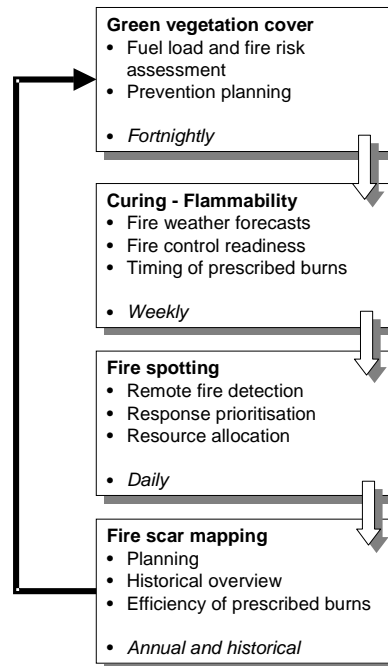 Green vegetation cover
• Fuel load and fire risk
assessment
• Prevention planning
• Fortnightly
Curing - Flammability
• Fire weather forecasts
• Fire control readiness
• Timing of prescribed burns
• Weekly
Fire spotting
• Remote fire detection
• Response prioritisation
• Resource allocation
• Daily
Fire scar mapping
• Planning
• Historical overview
• Efficiency of prescribed burns
• Annual and historical